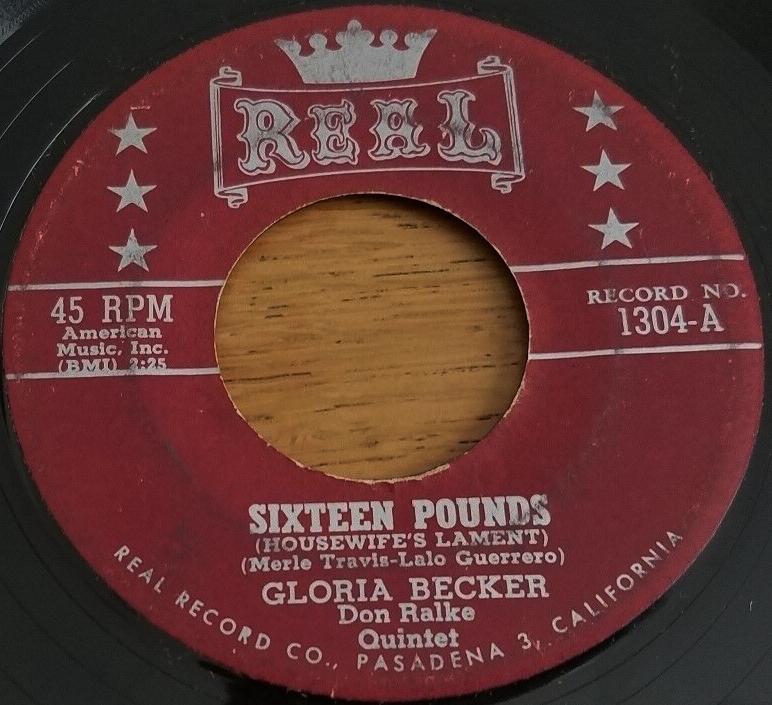 REAL
45 RPM
American
Music, Inc.
(BMI) 2:25
RECORD NO.
1304-A
SIXTEEN POUNDS
(HOUSEWIFE'S LAMENT)
(Merle Travis-Lalo Guerrero)
GLORIA BECKER
Don Ralke
Quintet
REAL RECORD CO., PASADENA 3, CALIFORNIA